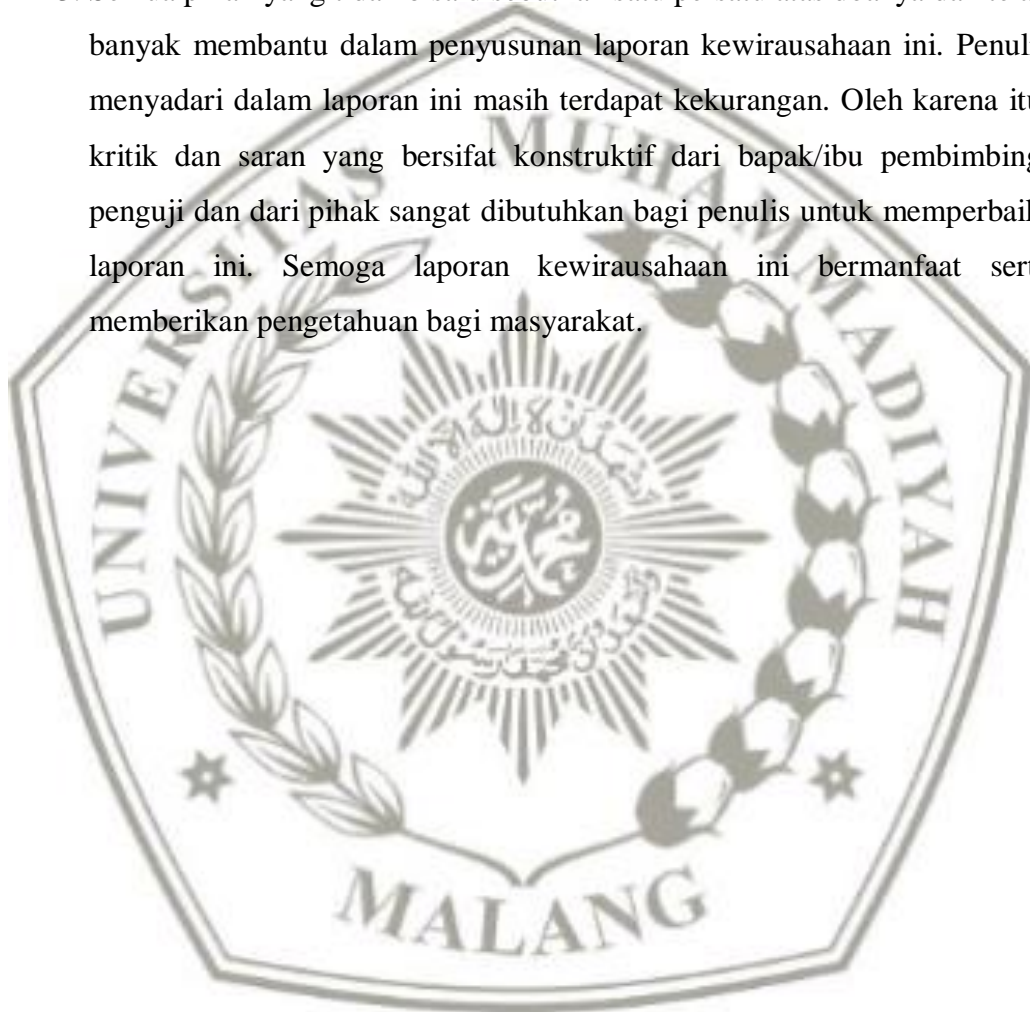 banyak membantu dalam penyusunan laporan kewirausahaan ini. Penuli
menyadari dalam laporan ini masih terdapat kekurangan. Oleh karena itu
kritik dan saran yang bersifat konstruktif dari bapak/ibu pembimbing
penguji dan dari pihak sangat dibutuhkan bagi penulis untuk memperbaik
laporan ini. Semoga laporan kewirausahaan ini bermanfaat sert
memberikan pengetahuan bagi masyarakat.
UNIVERSITAS MUHAMMADIYAH
MALANG